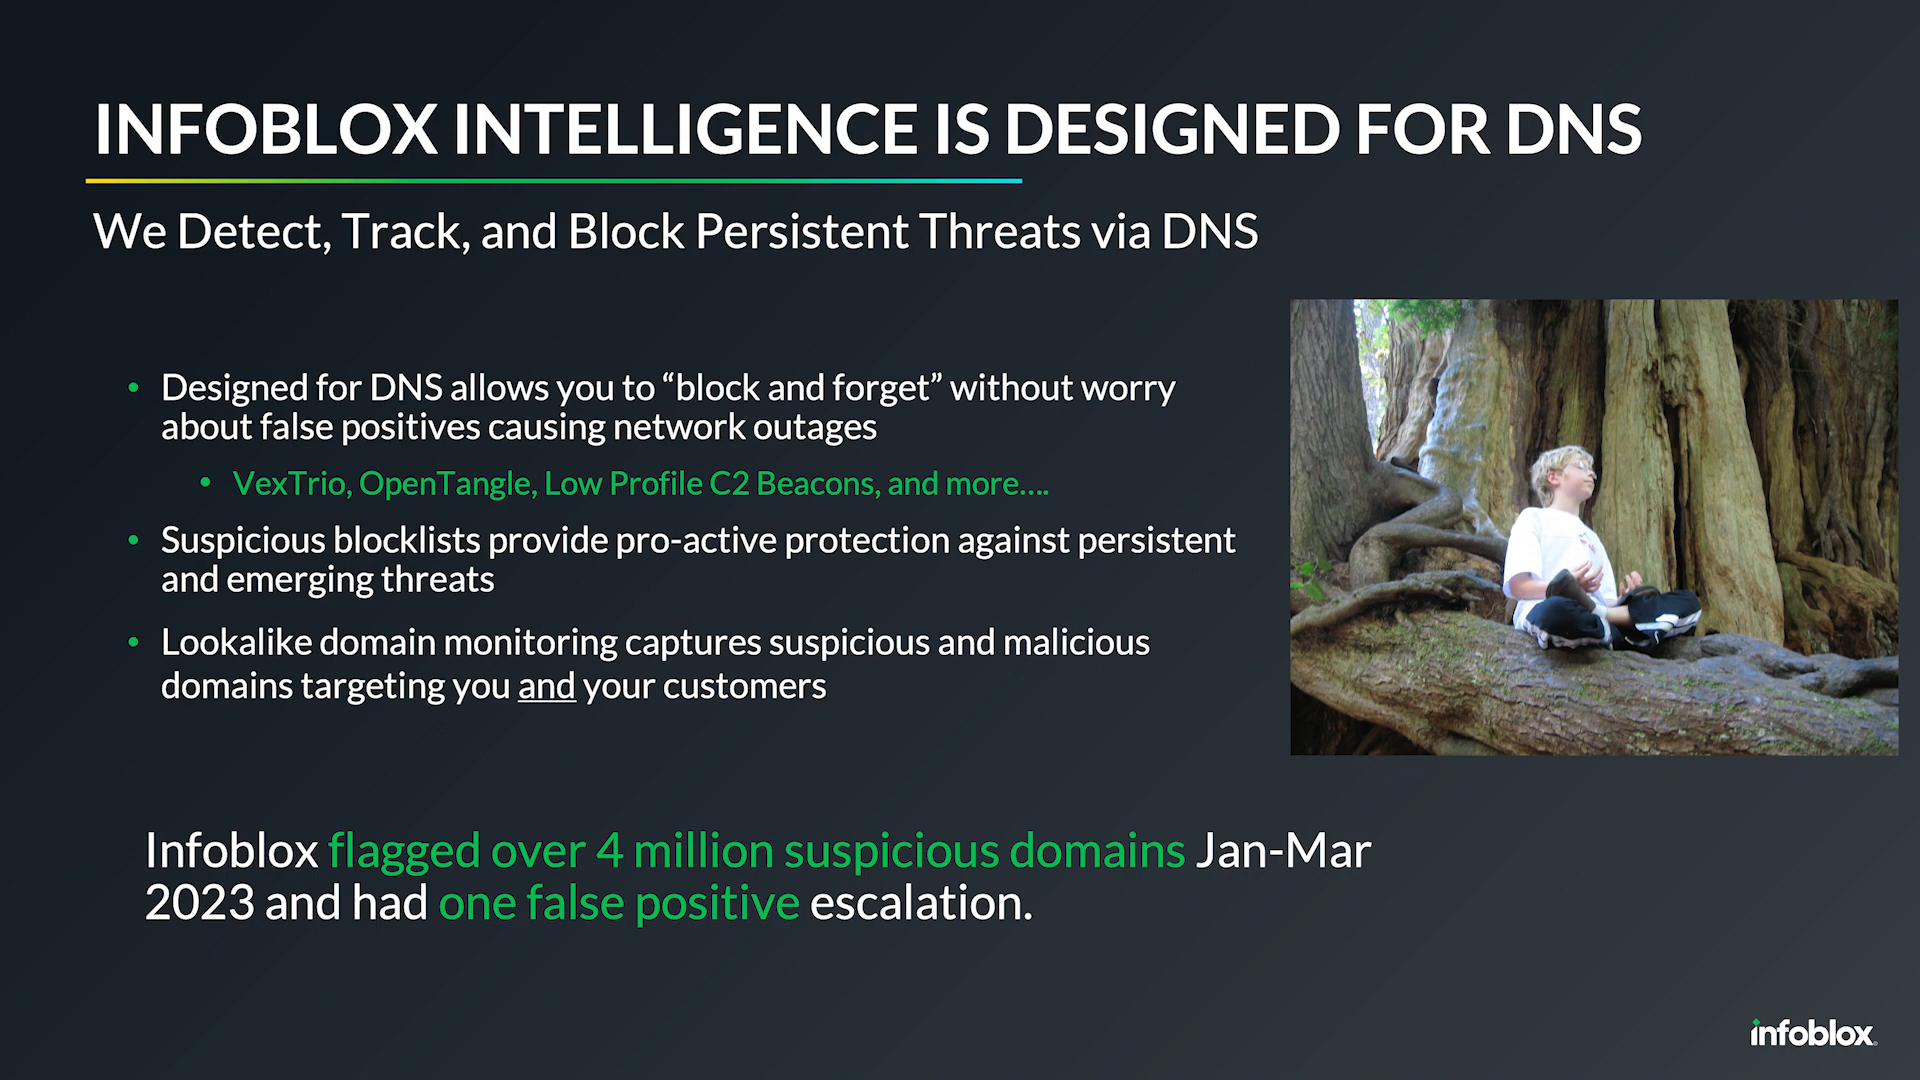 INFOBLOX INTELLIGENCE IS DESIGNED FOR DNS
We Detect, Track, and Block Persistent Threats via DNS
• Designed for DNS allows you to “block and forget” without worry
about false positives causing network outages
• VexTrio, OpenTangle, Low Profile C2 Beacons, and more....
• Suspicious blocklists provide pro-active protection against persistent
and emerging threats
• Lookalike domain monitoring captures suspicious and malicious
domains targeting you and your customers
Infoblox flagged over 4 million suspicious domains Jan-Mar
2023 and had one false positive escalation.
infoblox